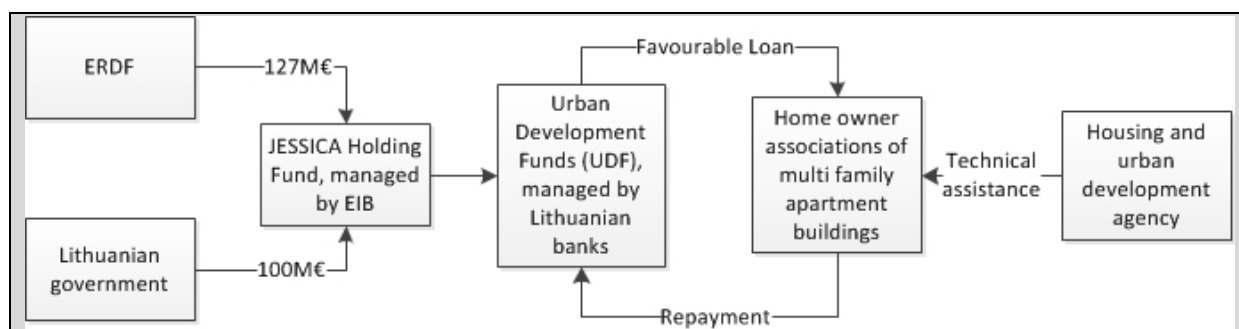 ERDF
127M€
Lithuanian
government
100M€
JESSICA Holding
Fund, managed
by EIB
Urban
Development
Funds (UDF),
managed by
Lithuanian
banks
Favourable Loan
Home owner
associations of
multi family
apartment
buildings
Repayment
Technical
assistance
Housing and
urban
development
agency